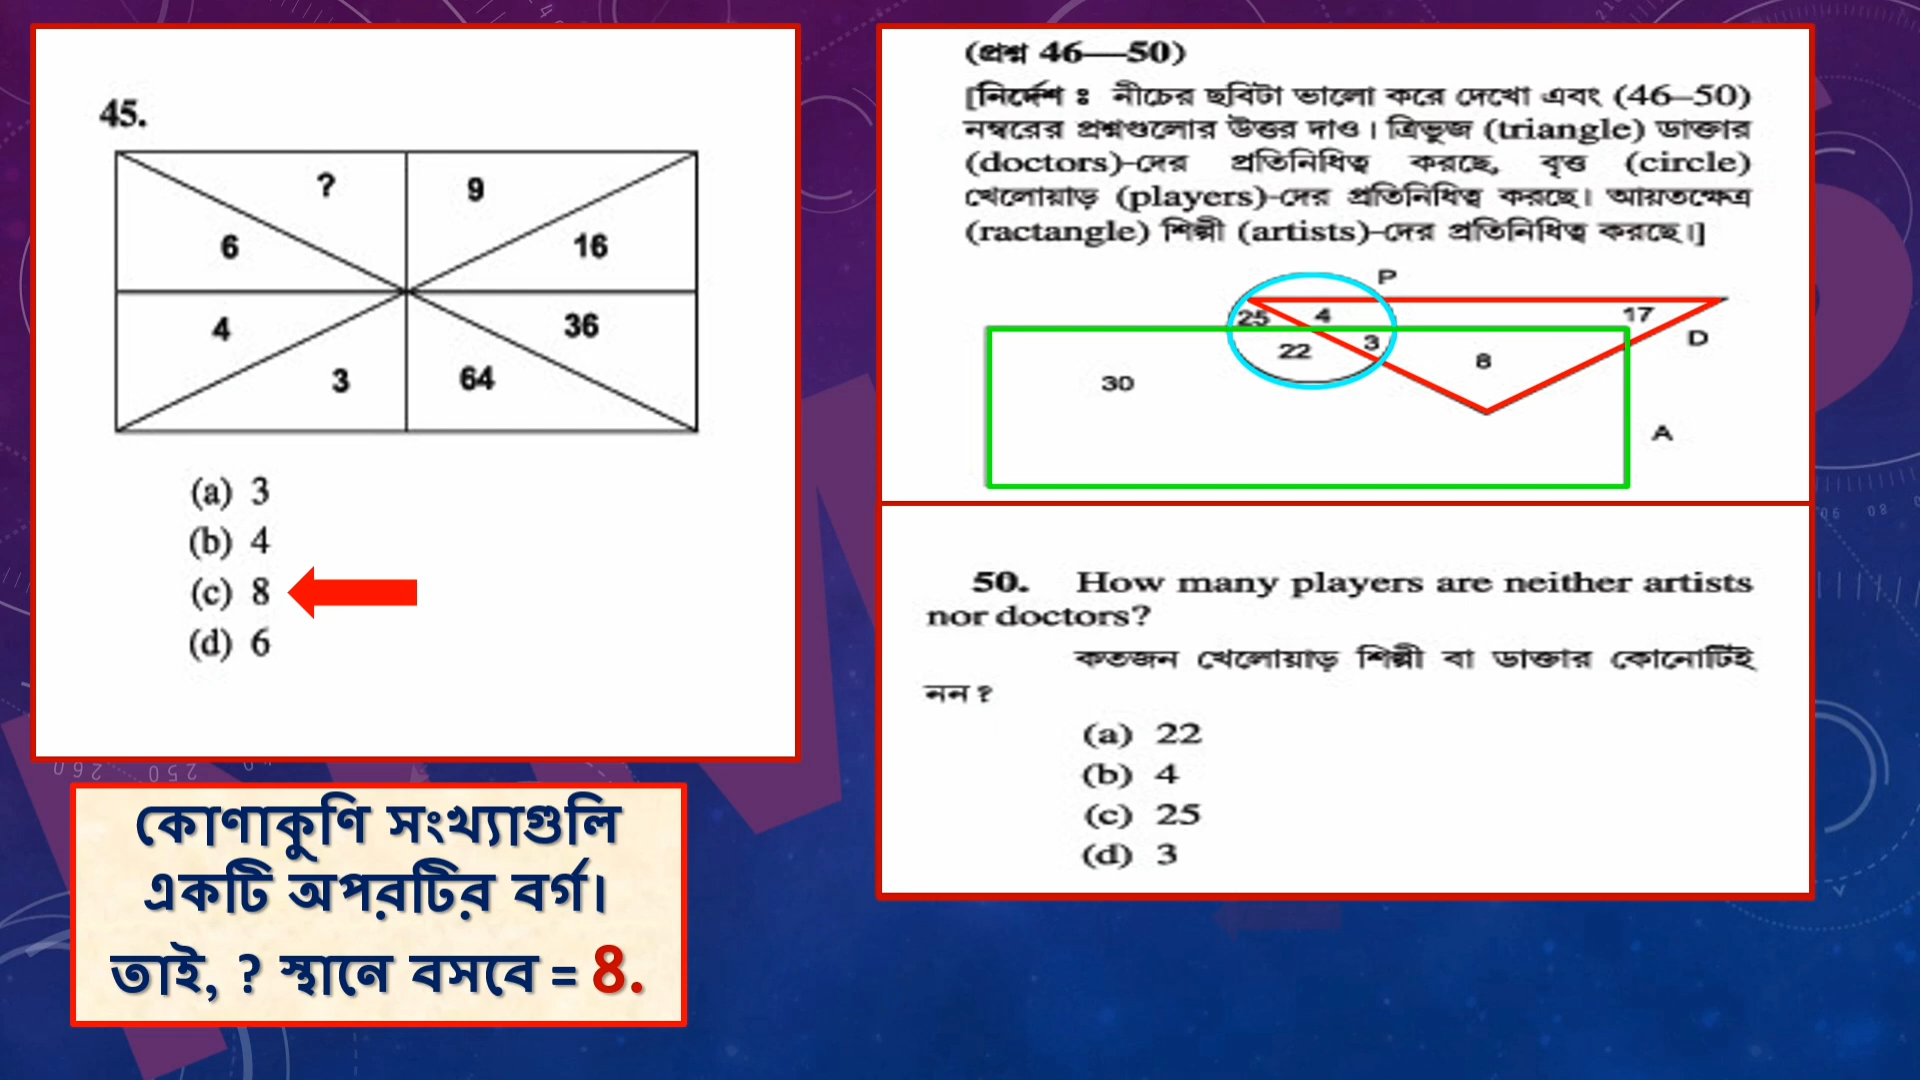 45.
?
9
6
16
4
36
3
64
(a) 3
(b) 4
(c) 8
(d) 6
কোণাকুণি সংখ্যাগুলি
একটি অপরটির বর্গ।
তাই, ? স্থানে বসবে = 8.
(প্রশ্ন 46—50)
[নির্দেশ ঃ নীচের ছবিটা ভালো করে দেখো এবং (46–50)
নম্বরের প্রশ্নগুলোর উত্তর দাও। ত্রিভুজ (triangle) ডাক্তার
(doctors)-দের প্রতিনিধিত্ব করছে, বৃত্ত (circle)
খেলোয়াড় (players)-দের প্রতিনিধিত্ব করছে। আয়তক্ষেত্র
(ractangle) শিল্পী (artists)-দের প্রতিনিধিত্ব করছে।]
P
25
4
17
D
22
3
8
30
A
50. How many players are neither artists
nor doctors?
কতজন খেলোয়াড় শিল্পী বা ডাক্তার কোনোটিই
নন ?
(a) 22
(b) 4
(c) 25
(d) 3